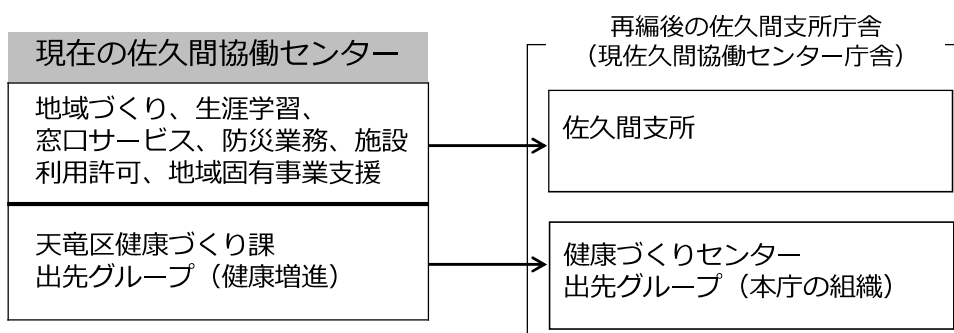 現在の佐久間協働センター
地域づくり、生涯学習、
窓口サービス、防災業務、施設
利用許可、地域固有事業支援
天竜区健康づくり課
出先グループ（健康増進）
再編後の佐久間支所庁舎
（現佐久間協働センター庁舎）
佐久間支所
健康づくりセンター
出先グループ（本庁の組織）